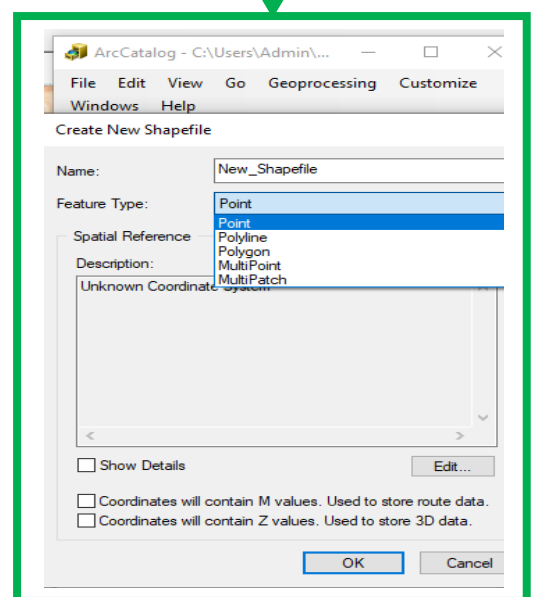 ArcCatalog - C:\Users\Admin\...
File Edit View Go Geoprocessing Customize
Windows Help
Create New Shapefile
Name: New_Shapefile
Feature Type: Point
Point
Spatial Reference Polyline
Polygon
Description: MultiPoint
MultiPatch
Unknown Coordinate System
Show Details Edit...
Coordinates will contain M values. Used to store route data.
Coordinates will contain Z values. Used to store 3D data.
OK Cancel